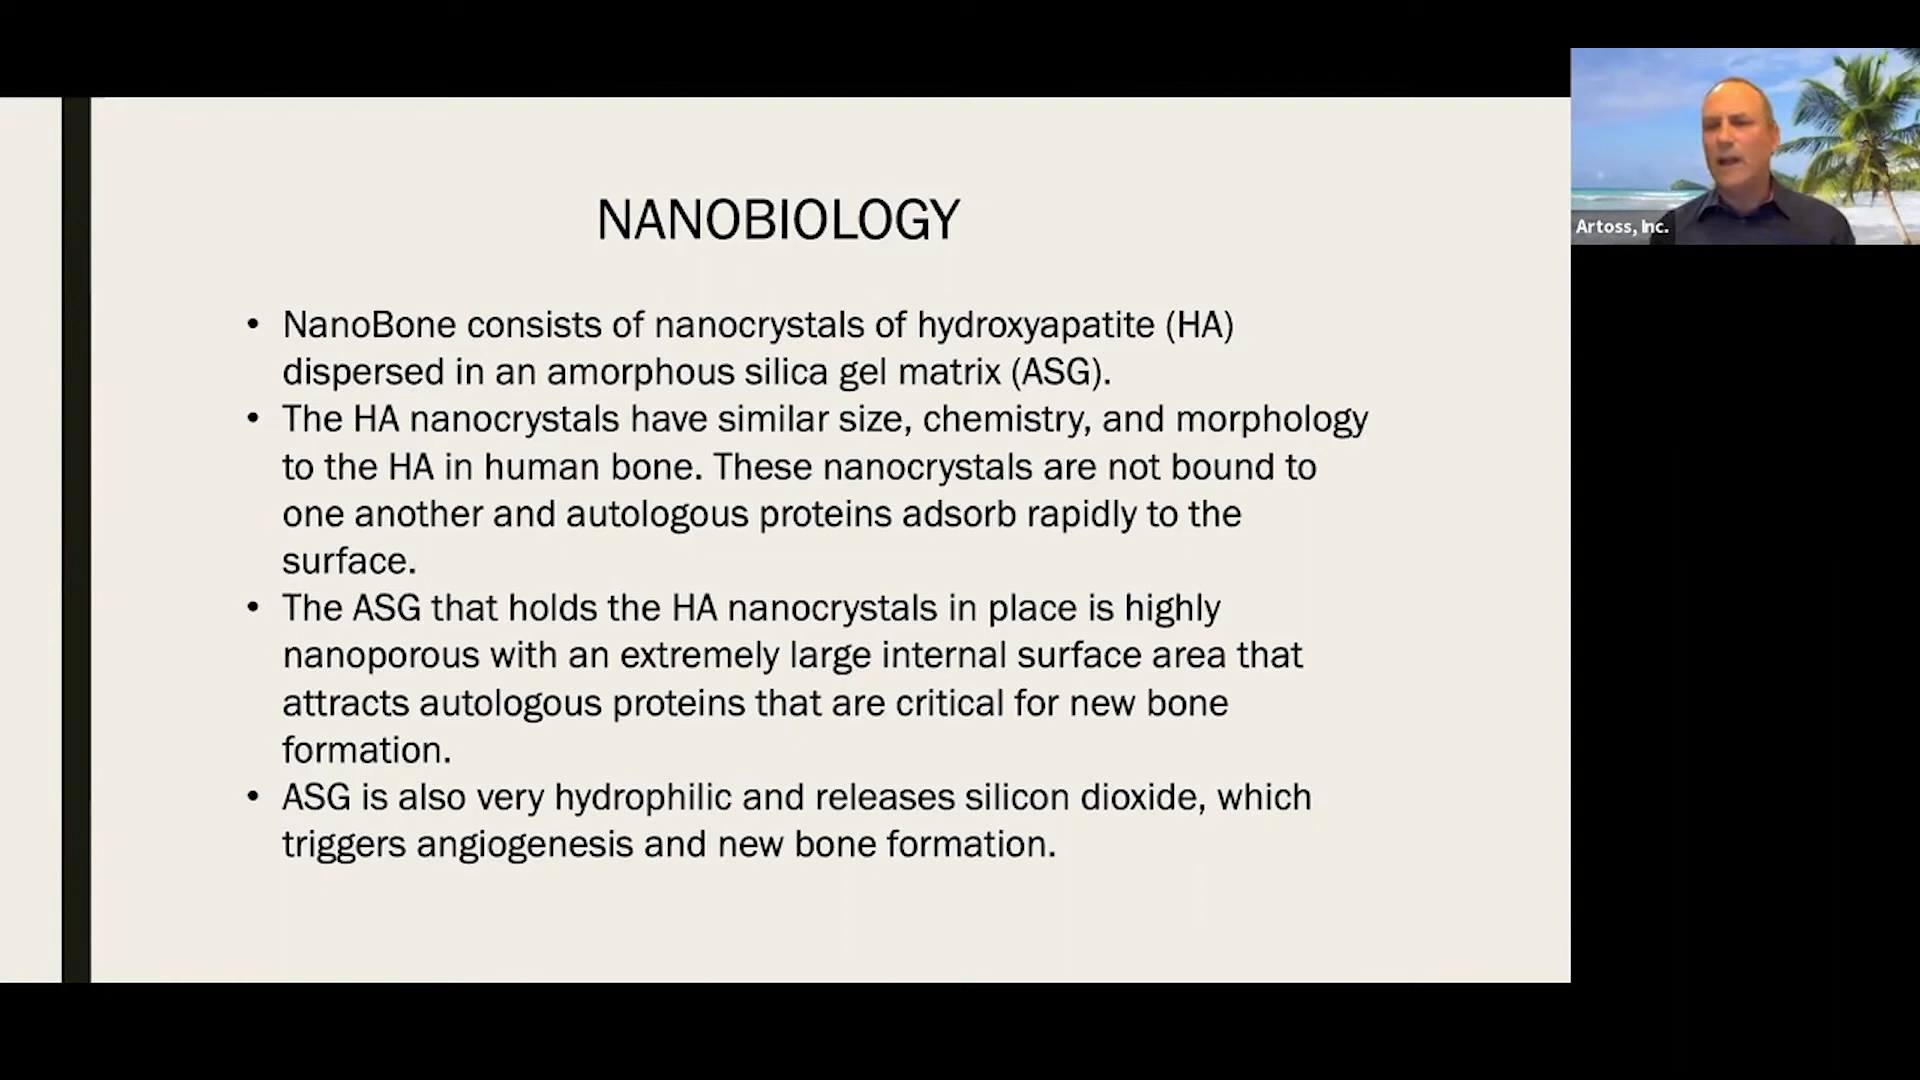 NANOBIOLOGY
• NanoBone consists of nanocrystals of hydroxyapatite (HA)
dispersed in an amorphous silica gel matrix (ASG).
• The HA nanocrystals have similar size, chemistry, and morphology
to the HA in human bone. These nanocrystals are not bound to
one another and autologous proteins adsorb rapidly to the
surface.
• The ASG that holds the HA nanocrystals in place is highly
nanoporous with an extremely large internal surface area that
attracts autologous proteins that are critical for new bone
formation.
• ASG is also very hydrophilic and releases silicon dioxide, which
triggers angiogenesis and new bone formation.
Artoss, Inc.